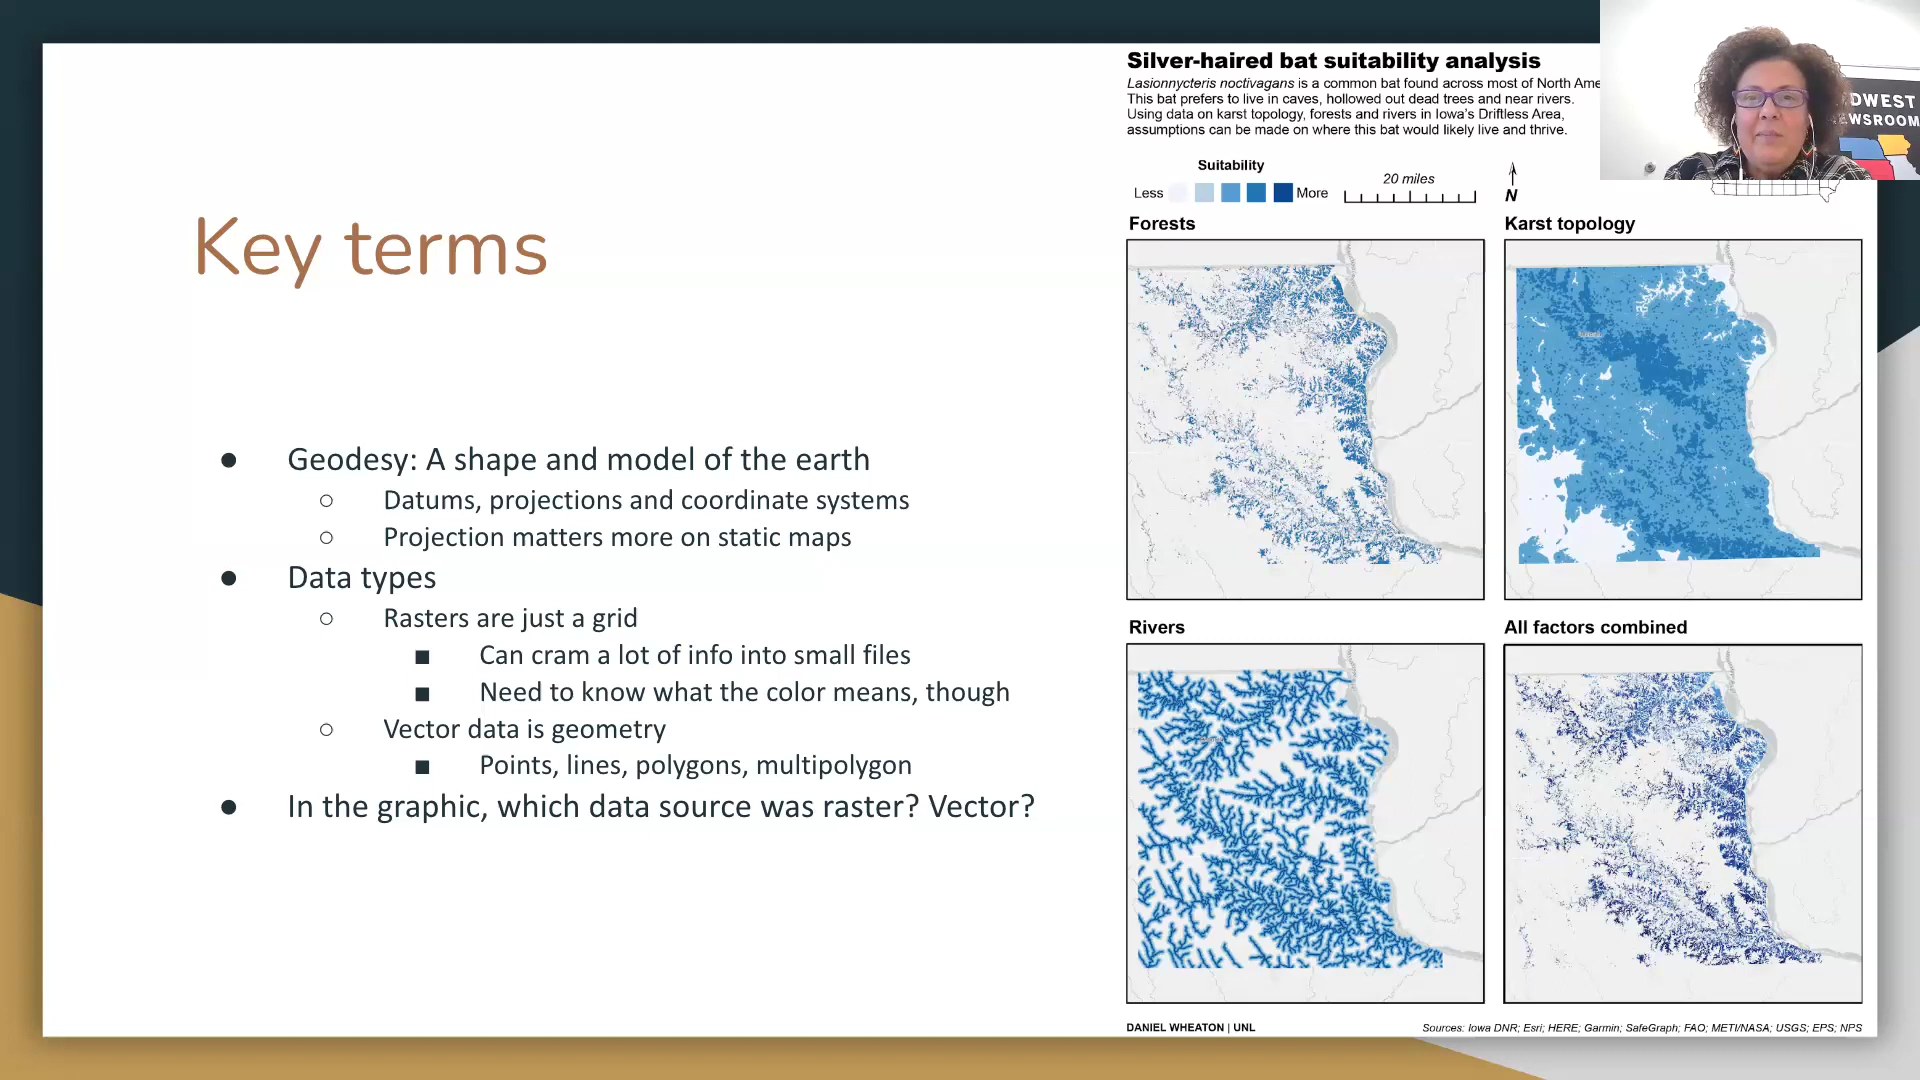 Key terms
● Geodesy: A shape and model of the earth
○ Datums, projections and coordinate systems
○ Projection matters more on static maps
● Data types
○ Rasters are just a grid
■ Can cram a lot of info into small files
■ Need to know what the color means, though
○ Vector data is geometry
■ Points, lines, polygons, multipolygon
● In the graphic, which data source was raster? Vector?
Silver-haired bat suitability analysis
Lasionnycteris noctivagans is a common bat found across most of North Ame
This bat prefers to live in caves, hollowed out dead trees and near rivers.
Using data on karst topology, forests and rivers in Iowa's Driftless Area,
assumptions can be made on where this bat would likely live and thrive.
Suitability
Less More
20 miles
N
Forests
Karst topology
Rivers
All factors combined
DANIEL WHEATON | UNL
Sources: Iowa DNR; Esri; HERE; Garmin; SafeGraph; FAO; METI/NASA; USGS; EPS; NPS
DWEST
EWSROOM